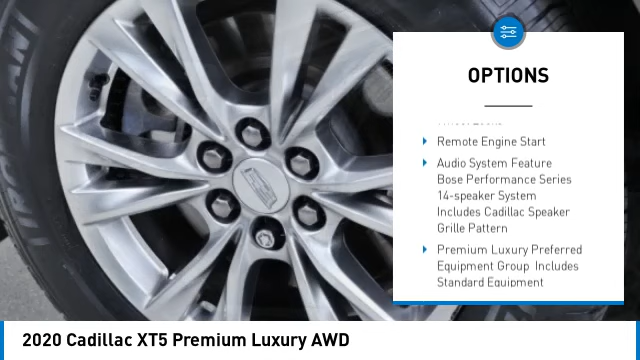 OPTIONS
Remote Engine Start
Audio System Feature
Bose Performance Series
14-speaker System
Includes Cadillac Speaker
Grille Pattern
Premium Luxury Preferred
Equipment Group Includes
Standard Equipment
2020 Cadillac XT5 Premium Luxury AWD